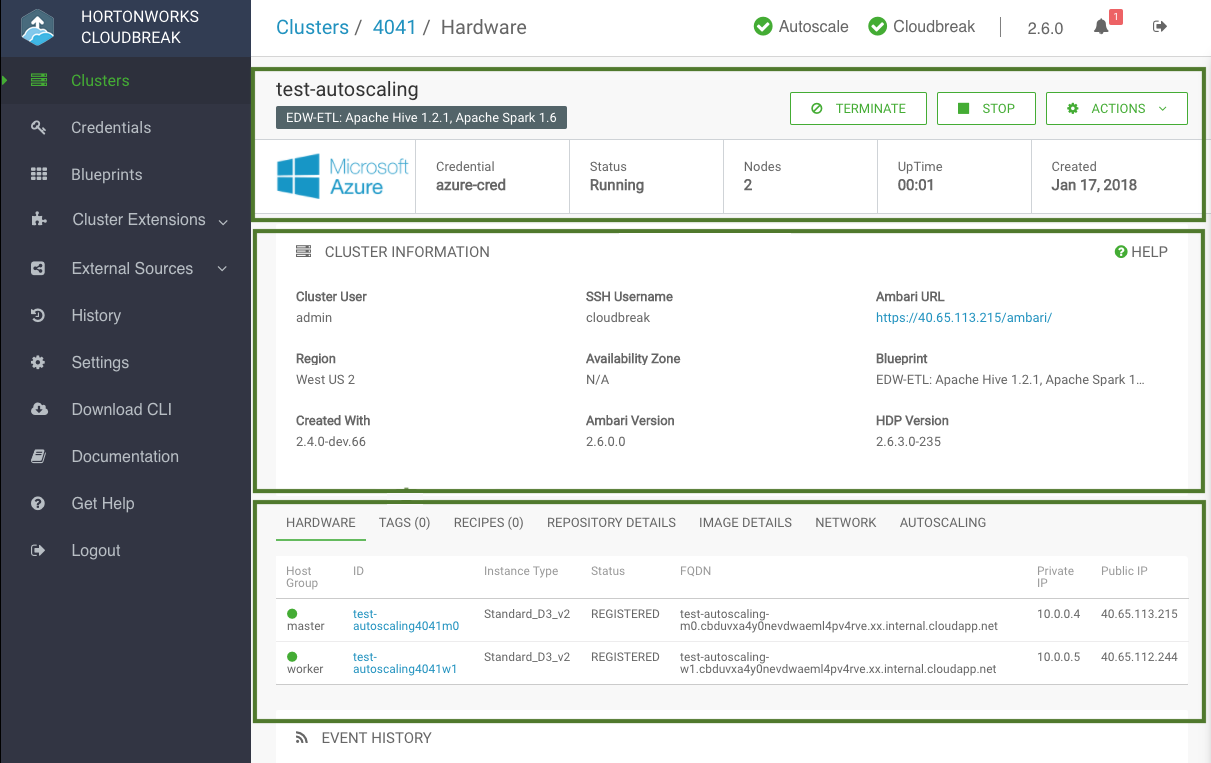 HORTONWORKS
CLOUDBREAK
Clusters
Credentials
Blueprints
Cluster Extensions
External Sources
History
Settings
Download CLI
Documentation
Get Help
Logout
Clusters / 4041 / Hardware
Autoscale
Cloudbreak
2.6.0
1
test-autoscaling
EDW-ETL: Apache Hive 1.2.1, Apache Spark 1.6
TERMINATE
STOP
ACTIONS
Microsoft
Azure
Credential
azure-cred
Status
Running
Nodes
2
UpTime
00:01
Created
Jan 17, 2018
CLUSTER INFORMATION
HELP
Cluster User
admin
SSH Username
cloudbreak
Ambari URL
https://40.65.113.215/ambari/
Region
West US 2
Availability Zone
N/A
Blueprint
EDW-ETL: Apache Hive 1.2.1, Apache Spark 1...
Created With
2.4.0-dev.66
Ambari Version
2.6.0.0
HDP Version
2.6.3.0-235
HARDWARE TAGS (0) RECIPES (0) REPOSITORY DETAILS IMAGE DETAILS NETWORK AUTOSCALING
Host
Group
ID
Instance Type
Status
FQDN
Private
IP
Public IP
master
test-
autoscaling4041m0
Standard_D3_v2
REGISTERED
test-autoscaling-
m0.cbduvxa4y0nevdwaeml4pv4rve.xx.internal.cloudapp.net
10.0.0.4
40.65.113.215
worker
test-
autoscaling4041w1
Standard_D3_v2
REGISTERED
test-autoscaling-
w1.cbduvxa4y0nevdwaeml4pv4rve.xx.internal.cloudapp.net
10.0.0.5
40.65.112.244
EVENT HISTORY